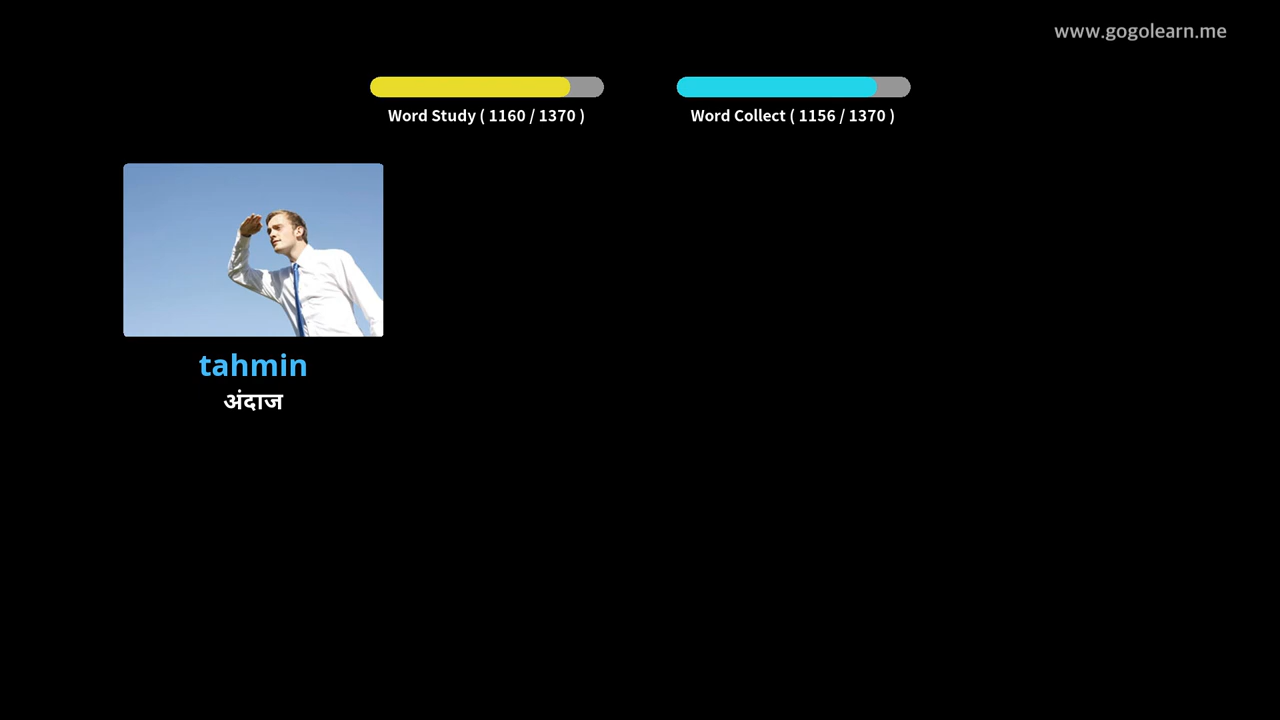 www.gogolearn.me
Word Study ( 1160 / 1370 )
Word Collect ( 1156 / 1370 )
tahmin
अंदाज